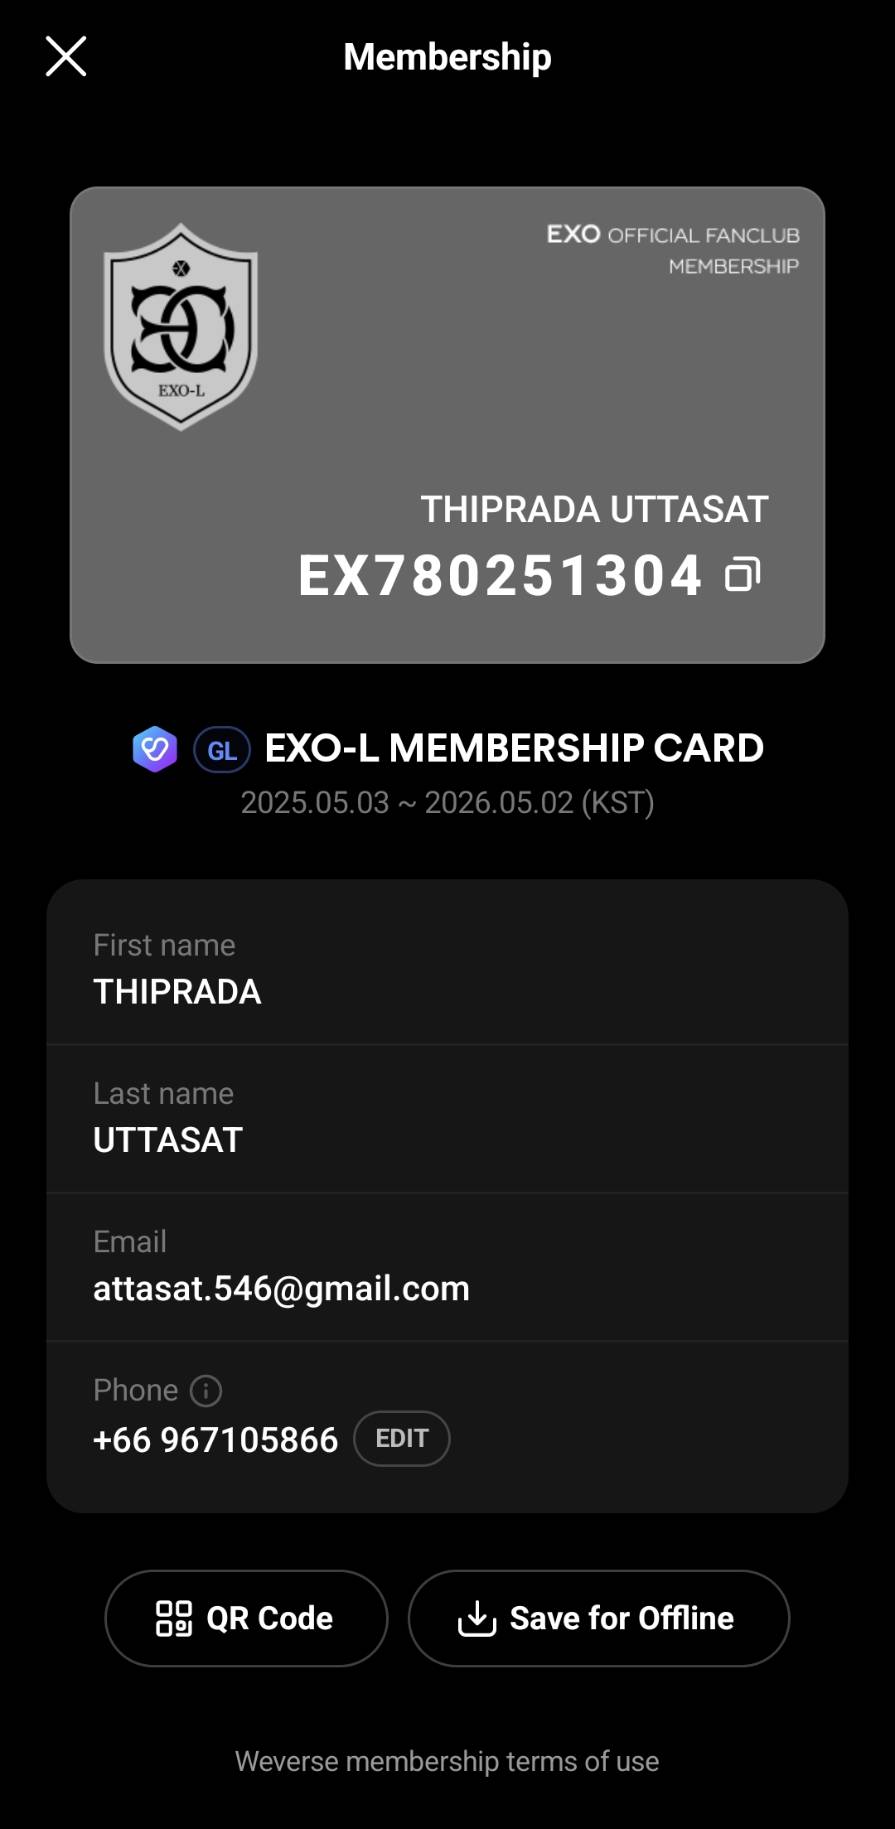 Membership
EXO OFFICIAL FANCLUB
MEMBERSHIP
EXO-L
THIPRADA UTTASAT
EX780251304
GL EXO-L MEMBERSHIP CARD
2025.05.03 ~ 2026.05.02 (KST)
First name
THIPRADA
Last name
UTTASAT
Email
attasat.546@gmail.com
Phone
+66 967105866 EDIT
QR Code Save for Offline
Weverse membership terms of use